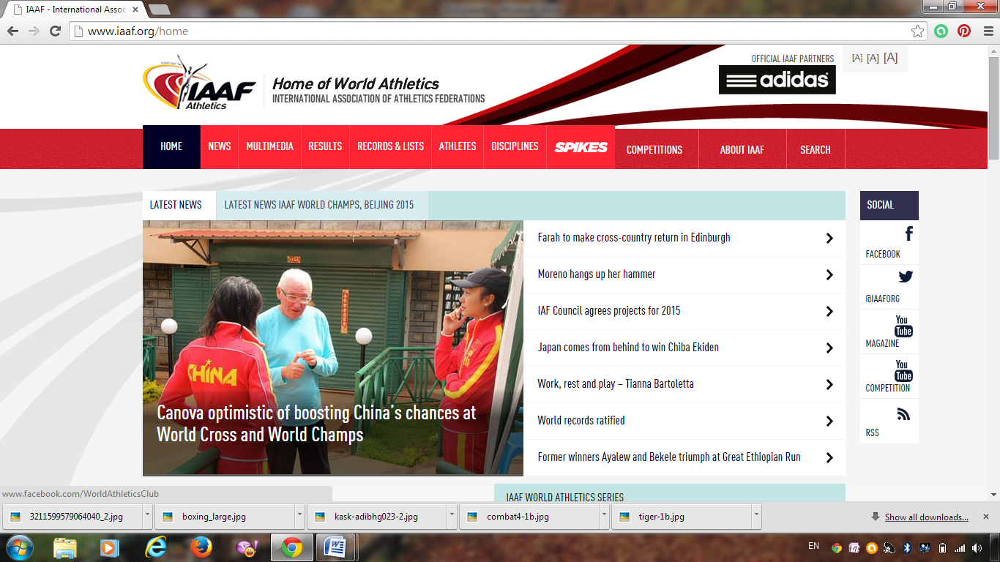 IAAF - International Assoc
www.iaaf.org/home
IAAF
Athletics
Home of World Athletics
INTERNATIONAL ASSOCIATION OF ATHLETICS FEDERATIONS
OFFICIAL IAAF PARTNERS
adidas
[A] [A] [A]
HOME NEWS MULTIMEDIA RESULTS RECORDS & LISTS ATHLETES DISCIPLINES SPIKES COMPETITIONS ABOUT IAAF SEARCH
LATEST NEWS LATEST NEWS IAAF WORLD CHAMPS, BEIJING 2015
CHINA
Canova optimistic of boosting China's chances at
World Cross and World Champs
Farah to make cross-country return in Edinburgh
Moreno hangs up her hammer
IAF Council agrees projects for 2015
Japan comes from behind to win Chiba Ekiden
Work, rest and play – Tianna Bartoletta
World records ratified
Former winners Ayalew and Bekele triumph at Great Ethiopian Run
SOCIAL
FACEBOOK
@IAAFORG
You
Tube
MAGAZINE
You
Tube
COMPETITION
RSS
IAAF WORLD ATHLETICS SERIES
www.facebook.com/WorldAthleticsClub
3211599579064040_2.jpg boxing_large.jpg kask-adibhg023-2.jpg combat4-1b.jpg tiger-1b.jpg Show all downloads...
EN